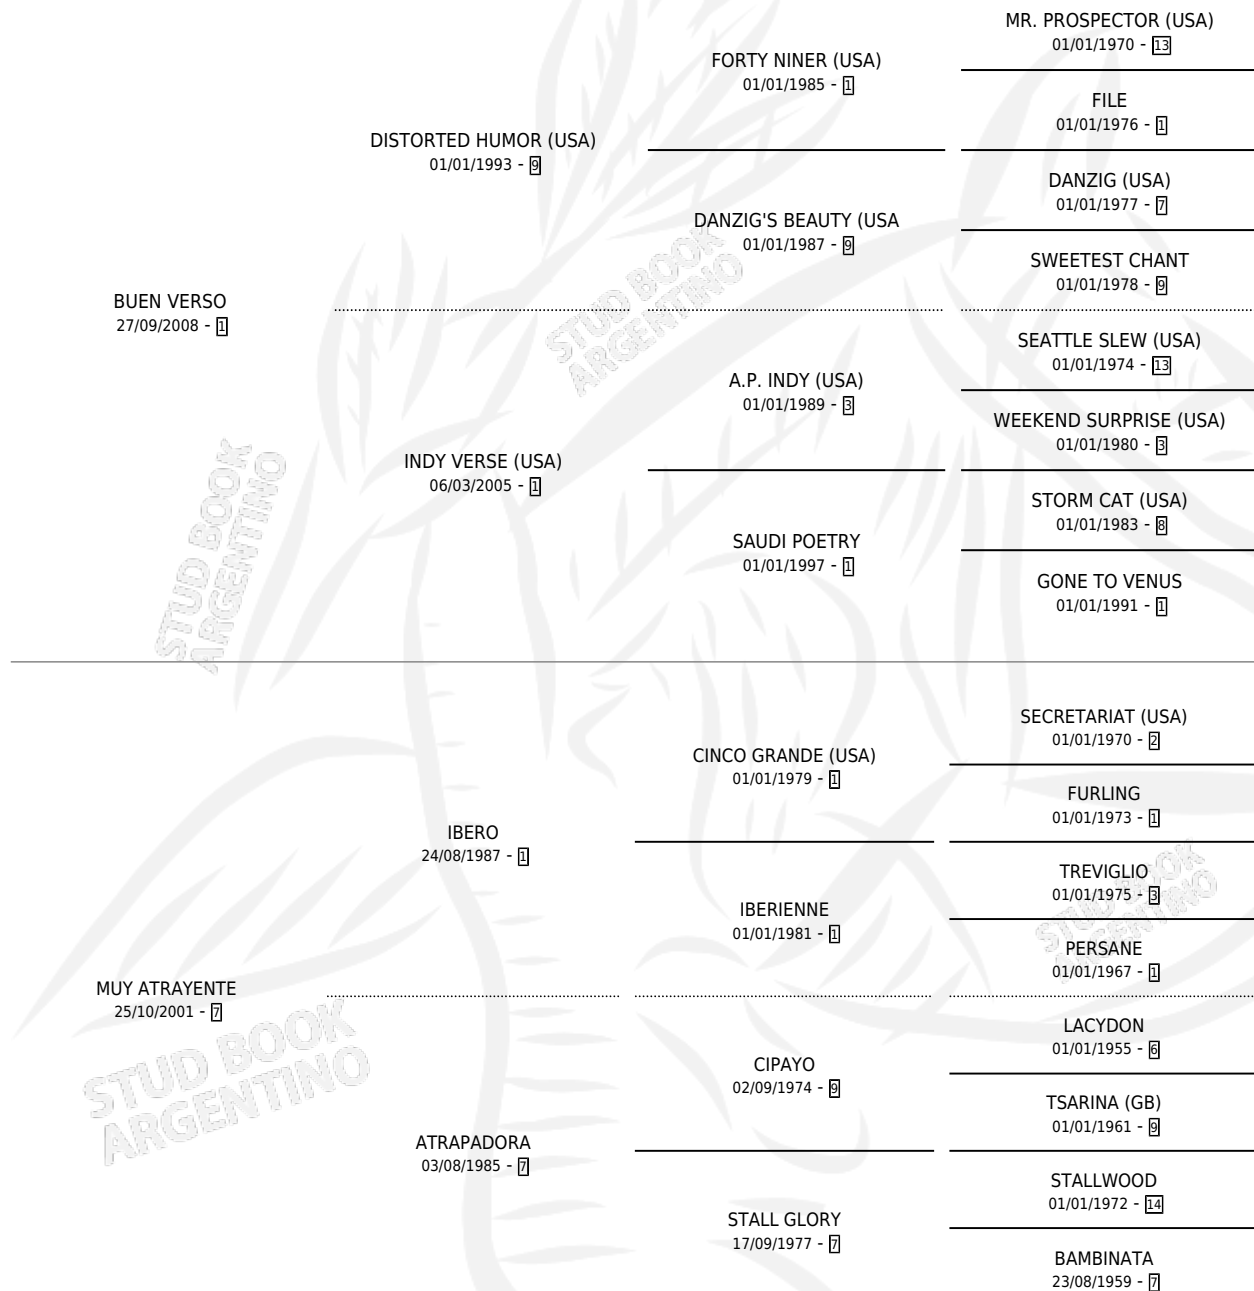 MR. PROSPECTOR (USA)
01/01/1970 - 13
FORTY NINER (USA)
01/01/1985 - 1
FILE
01/01/1976 - 1
DISTORTED HUMOR (USA)
01/01/1993 - 9
DANZIG (USA)
01/01/1977 - 7
DANZIG'S BEAUTY (USA
01/01/1987 - 9
SWEETEST CHANT
01/01/1978 - 9
BUEN VERSO
27/09/2008 - 1
SEATTLE SLEW (USA)
01/01/1974 - 13
A.P. INDY (USA)
01/01/1989 - 3
WEEKEND SURPRISE (USA)
01/01/1980 - 3
INDY VERSE (USA)
06/03/2005 - 1
STORM CAT (USA)
01/01/1983 - 8
SAUDI POETRY
01/01/1997 - 1
GONE TO VENUS
01/01/1991 - 1
SECRETARIAT (USA)
01/01/1970 - 2
CINCO GRANDE (USA)
01/01/1979 - 1
FURLING
01/01/1973 - 1
IBERO
24/08/1987 - 1
TREVIGLIO
01/01/1975 - 3
IBERIENNE
01/01/1981 - 1
PERSANE
01/01/1967 - 1
MUY ATRAYENTE
25/10/2001 - 7
LACYDON
01/01/1955 - 6
CIPAYO
02/09/1974 - 9
TSARINA (GB)
01/01/1961 - 9
ATRAPADORA
03/08/1985 - 7
STALLWOOD
01/01/1972 - 14
STALL GLORY
17/09/1977 - 7
BAMBINATA
23/08/1959 - 7
STUD BOOK
ARGENTINO
STUD BOOK
ARGENTINO
STUD BOOK
ARGENTINO
STUD BOOK
ARGENTINO